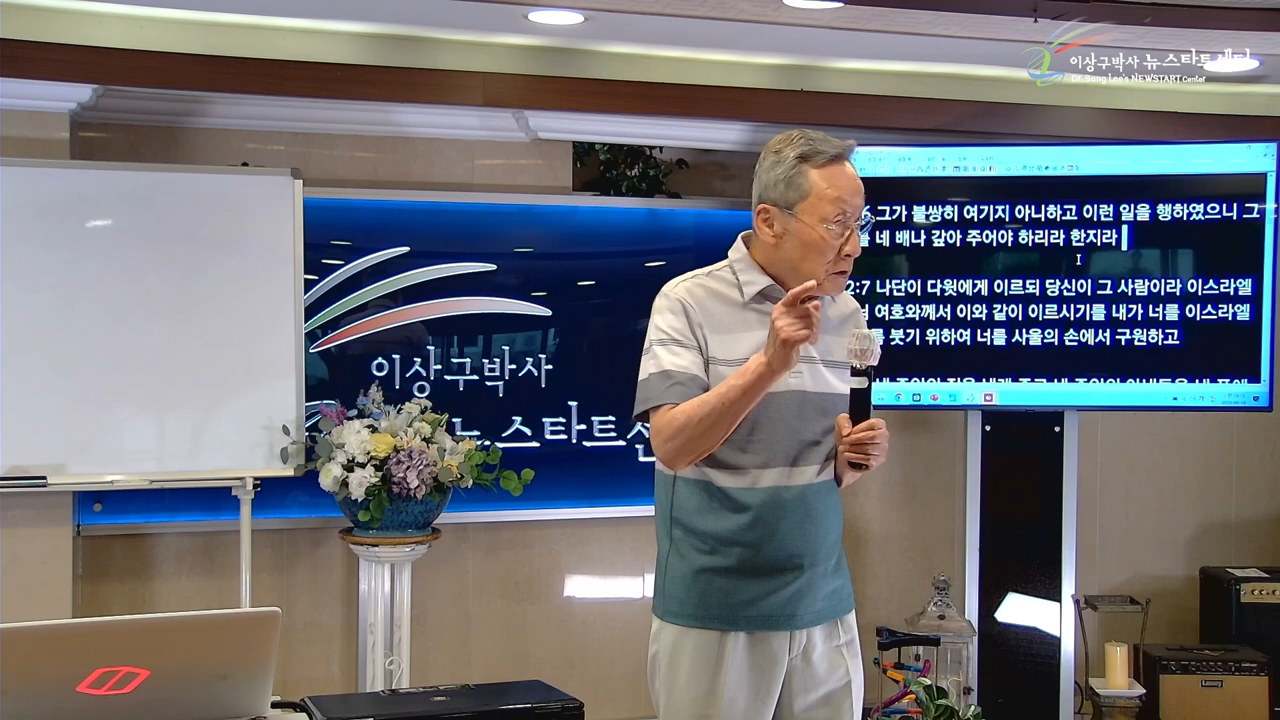 이상구박사 뉴스타트센터
Dr. Sang Lee's NEWSTART Center
6 그가 불쌍히 여기지 아니하고 이런 일을 행하였으니 그
네 배나 갚아 주어야 하리라 한지라
2:7 나단이 다윗에게 이르되 당신이 그 사람이라 이스라엘
여호와께서 이와 같이 이르시기를 내가 너를 이스라엘
붓기 위하여 너를 사울의 손에서 구원하고
이상구박사
뉴스타트센
Laney